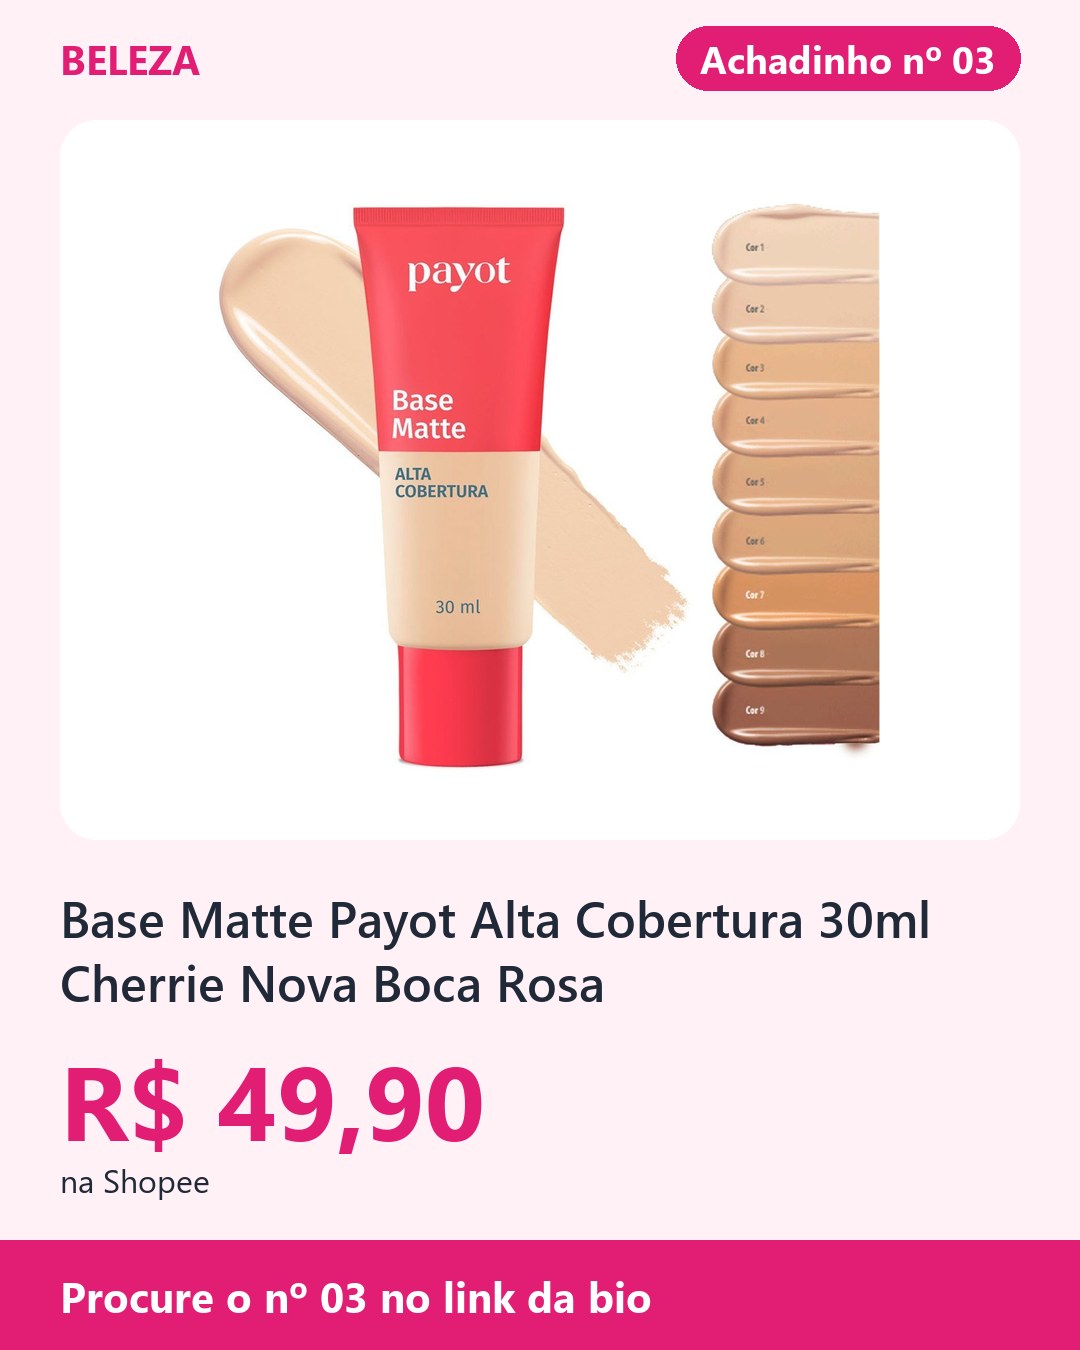 BELEZA
Achadinho nº 03
payot
Base
Matte
ALTA
COBERTURA
30 ml
Cor 1
Cor 2
Cor 3
Cor 4
Cor 5
Cor 6
Cor 7
Cor 8
Cor 9
Base Matte Payot Alta Cobertura 30ml
Cherrie Nova Boca Rosa
R$ 49,90
na Shopee
Procure o nº 03 no link da bio